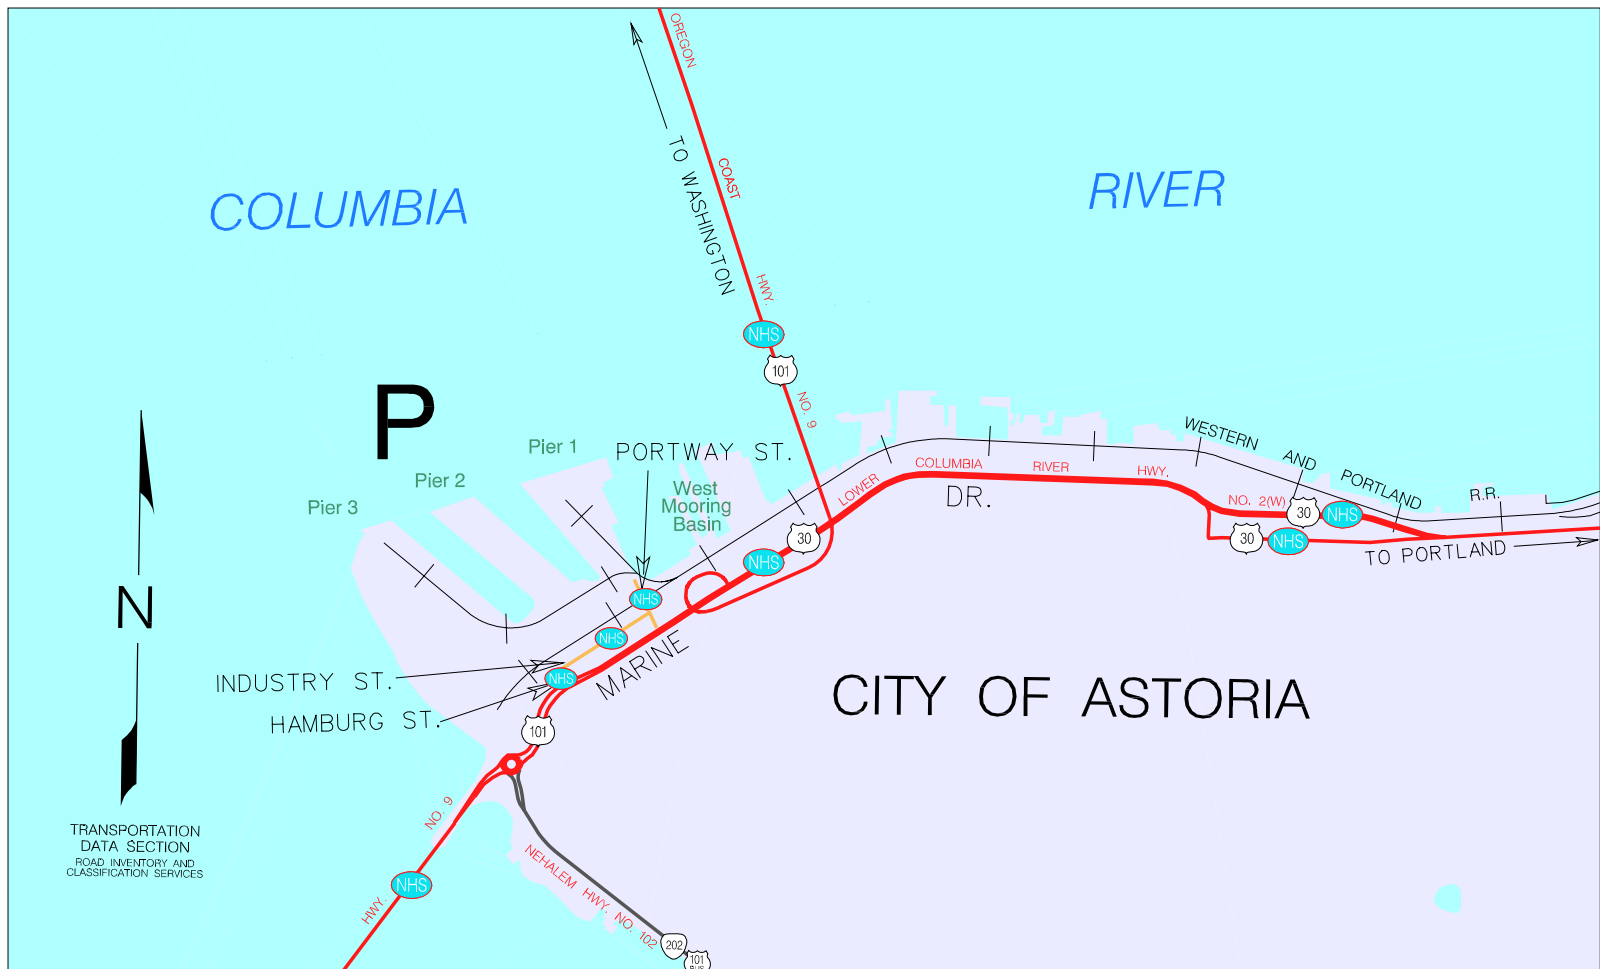 OREGON
COAST
HWY.
NO. 9
TO WASHINGTON
COLUMBIA
RIVER
NHS
101
P
Pier 1
Pier 2
Pier 3
PORTWAY ST.
West
Mooring
Basin
LOWER
COLUMBIA
RIVER
HWY.
NO. 2(W)
WESTERN AND PORTLAND R.R.
DR.
30
NHS
30
NHS
30
NHS
TO PORTLAND
NHS
NHS
NHS
MARINE
INDUSTRY ST.
HAMBURG ST.
101
CITY OF ASTORIA
N
TRANSPORTATION
DATA SECTION
ROAD INVENTORY AND
CLASSIFICATION SERVICES
NO. 9
HWY.
NHS
NEHALEM HWY. NO. 102
202
101